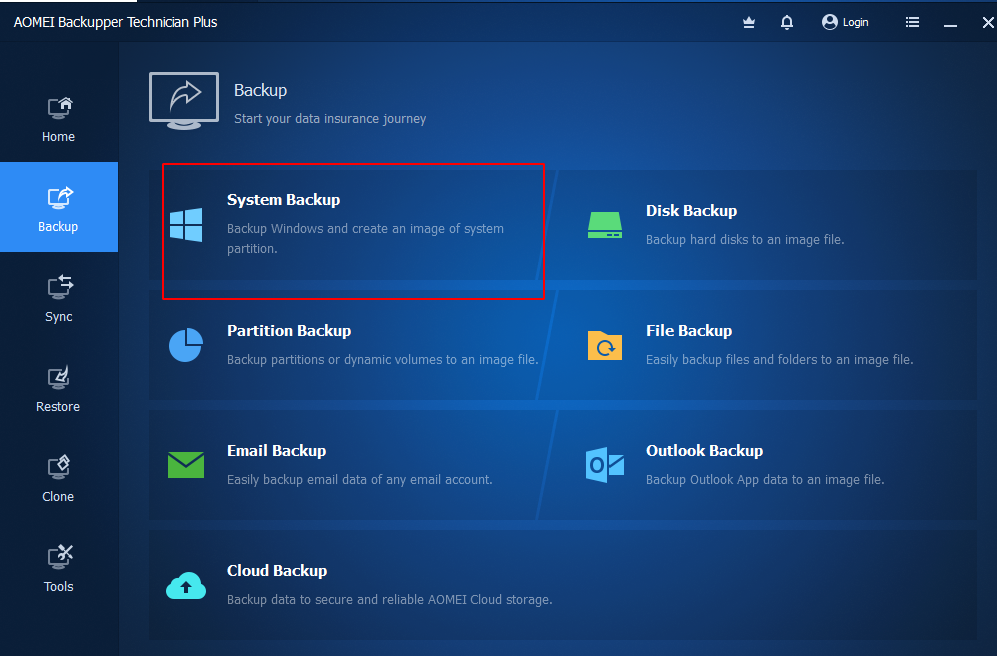 AOMEI Backupper Technician Plus
Login
Home
Backup
Sync
Restore
Clone
Tools
Backup
Start your data insurance journey
System Backup
Backup Windows and create an image of system
partition.
Disk Backup
Backup hard disks to an image file.
Partition Backup
Backup partitions or dynamic volumes to an image file.
File Backup
Easily backup files and folders to an image file.
Email Backup
Easily backup email data of any email account.
Outlook Backup
Backup Outlook App data to an image file.
Cloud Backup
Backup data to secure and reliable AOMEI Cloud storage.